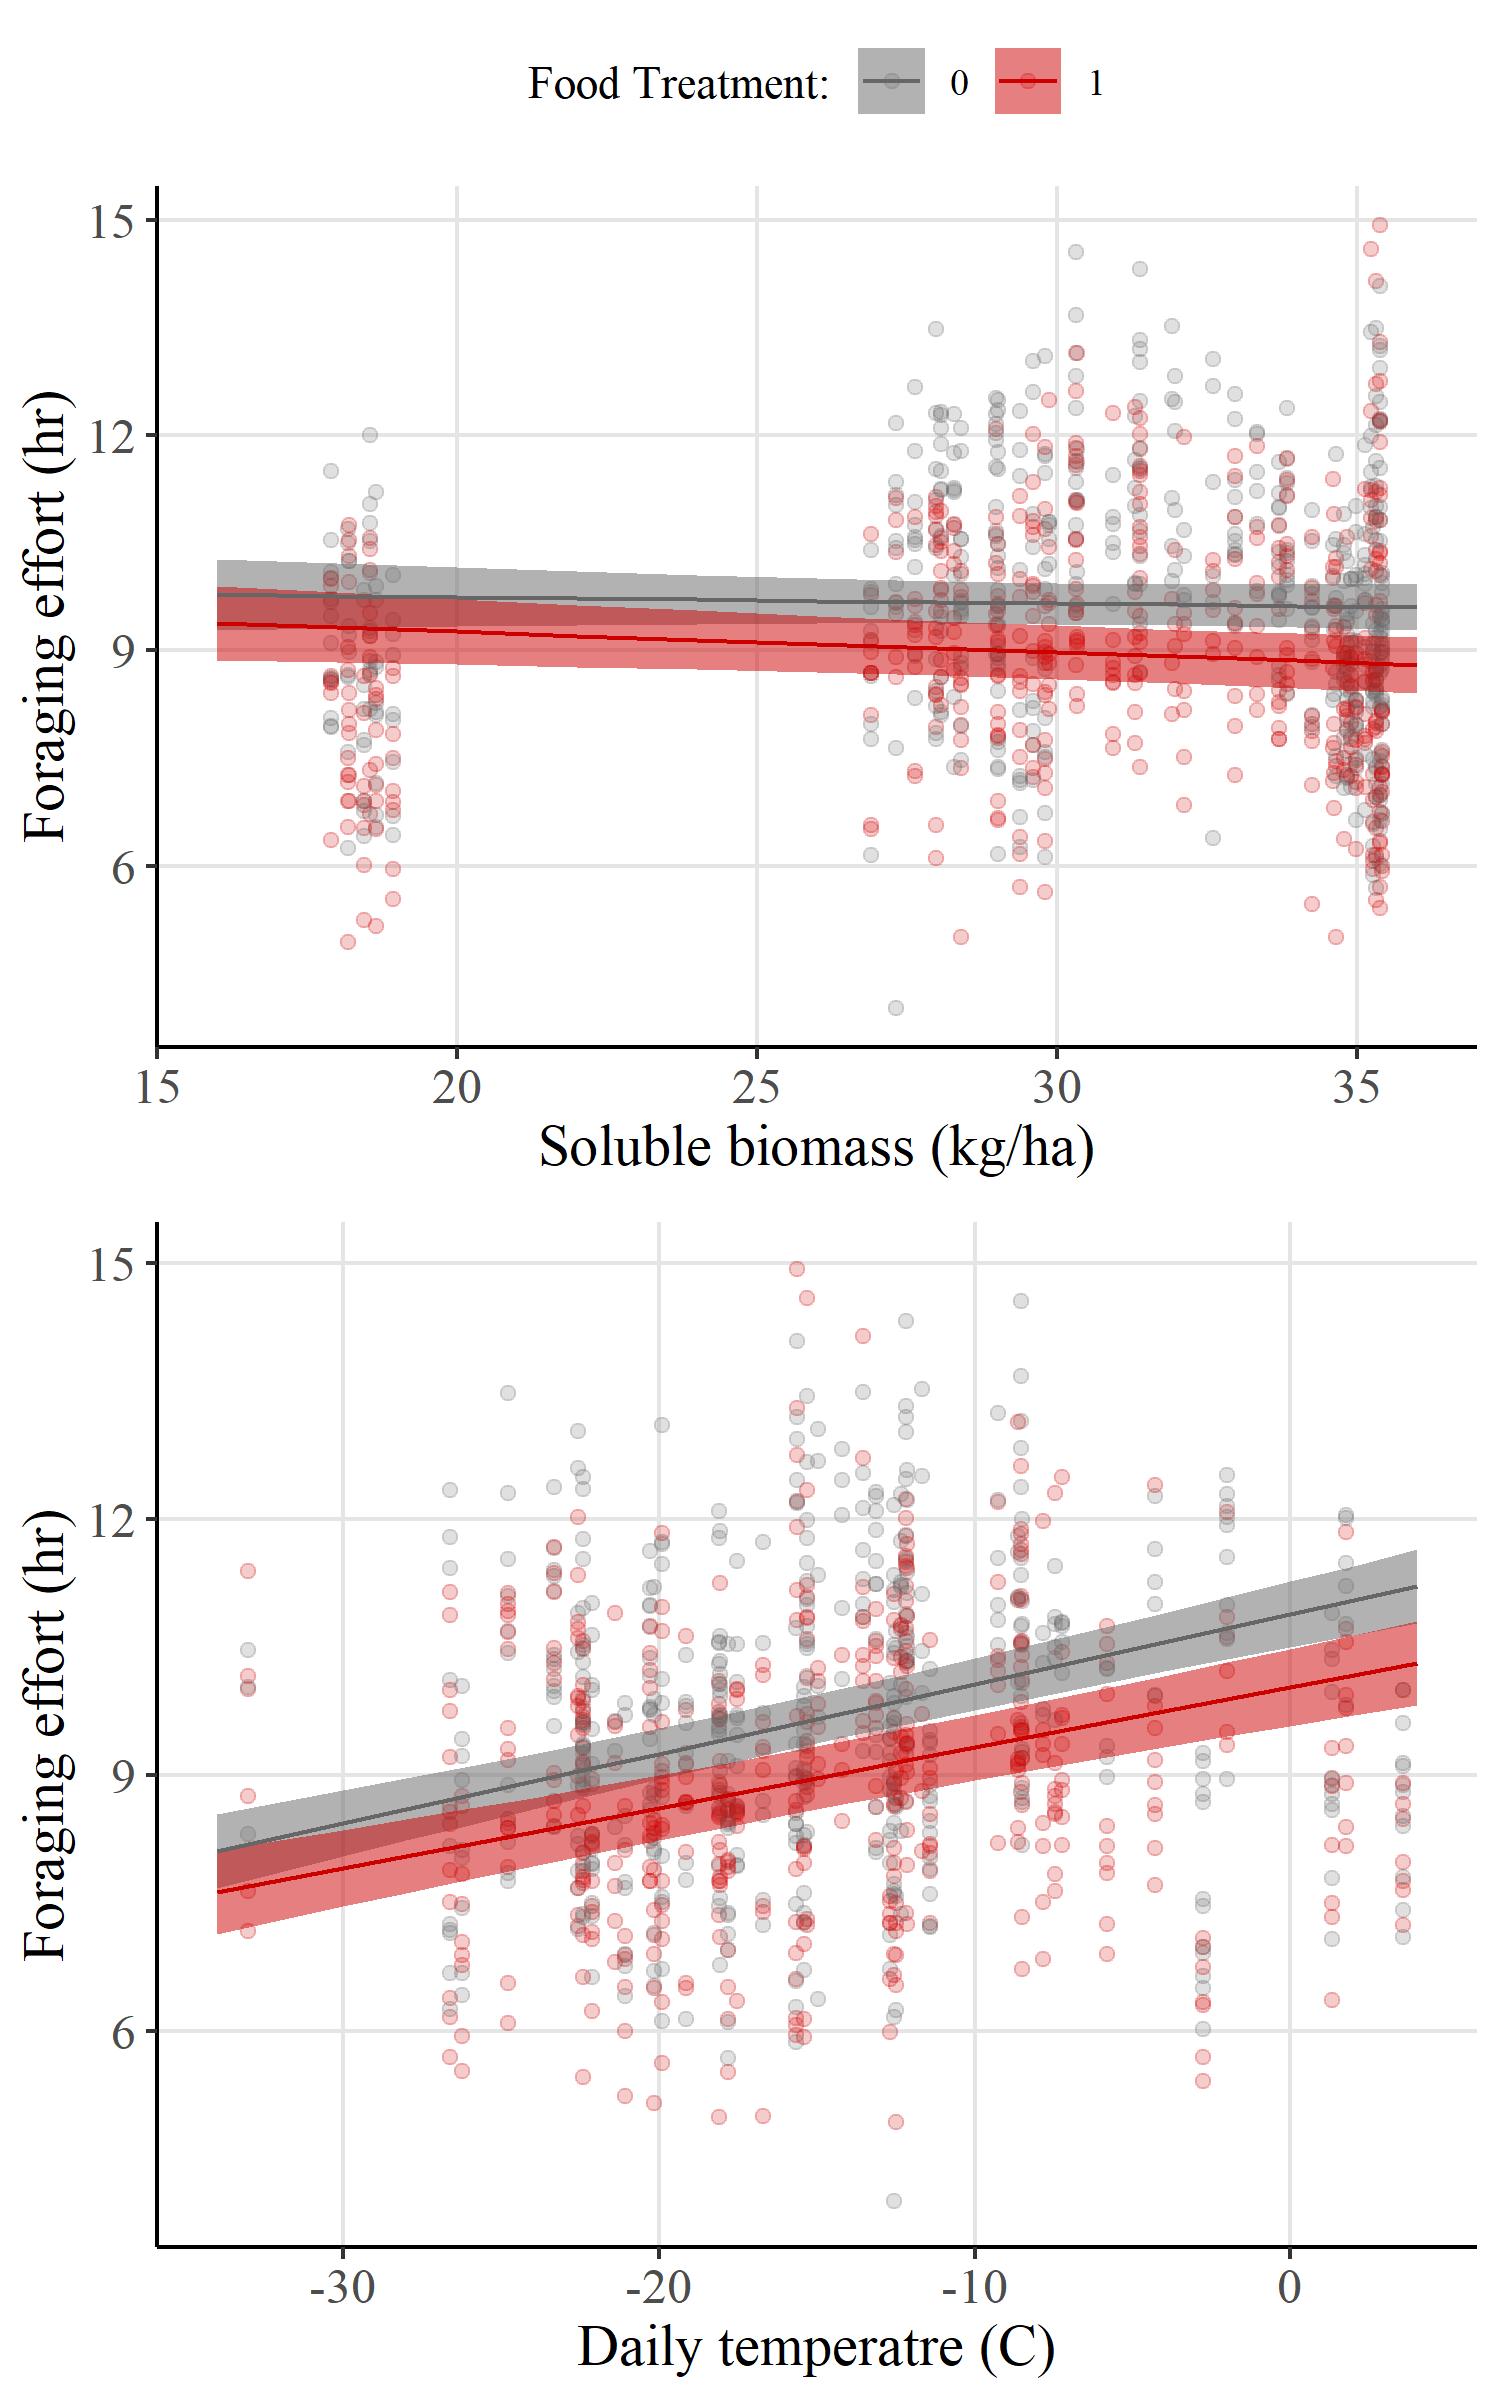 Food Treatment: 0 1
15
12
9
6
Foraging effort (hr)
15 20 25 30 35
Soluble biomass (kg/ha)
15
12
9
6
Foraging effort (hr)
-30 -20 -10 0
Daily temperatre (C)